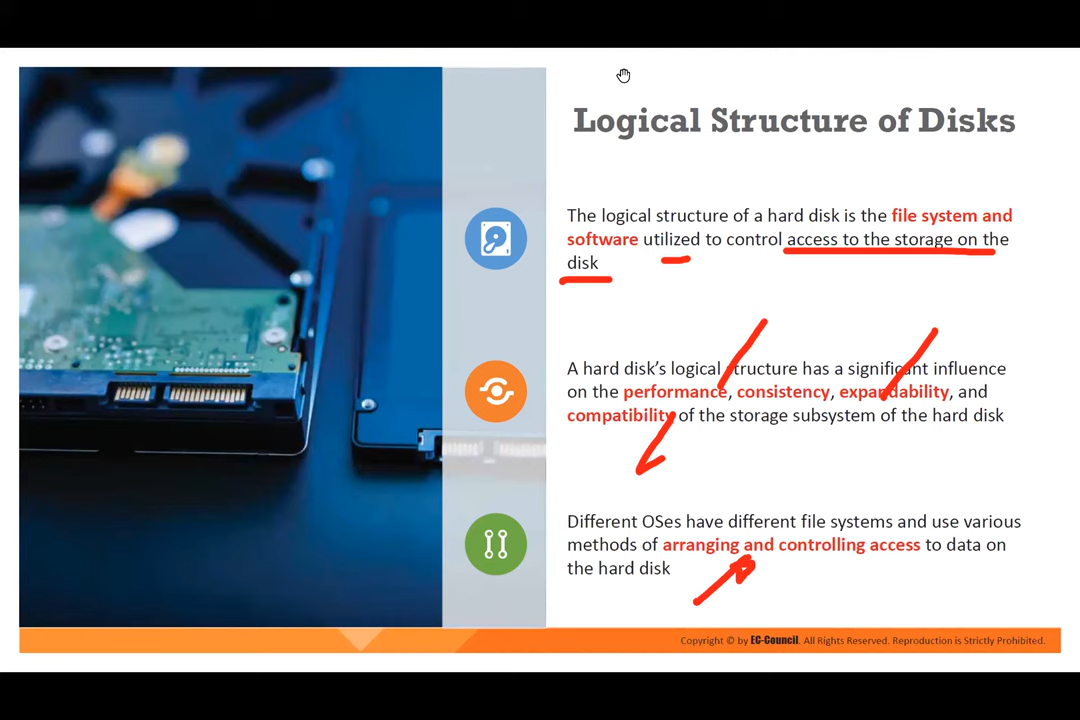 Logical Structure of Disks
The logical structure of a hard disk is the file system and
software utilized to control access to the storage on the
disk
A hard disk's logical structure has a significant influence
on the performance, consistency, expandability, and
compatibility of the storage subsystem of the hard disk
Different OSes have different file systems and use various
methods of arranging and controlling access to data on
the hard disk
Copyright © by EC-Council. All Rights Reserved. Reproduction is Strictly Prohibited.